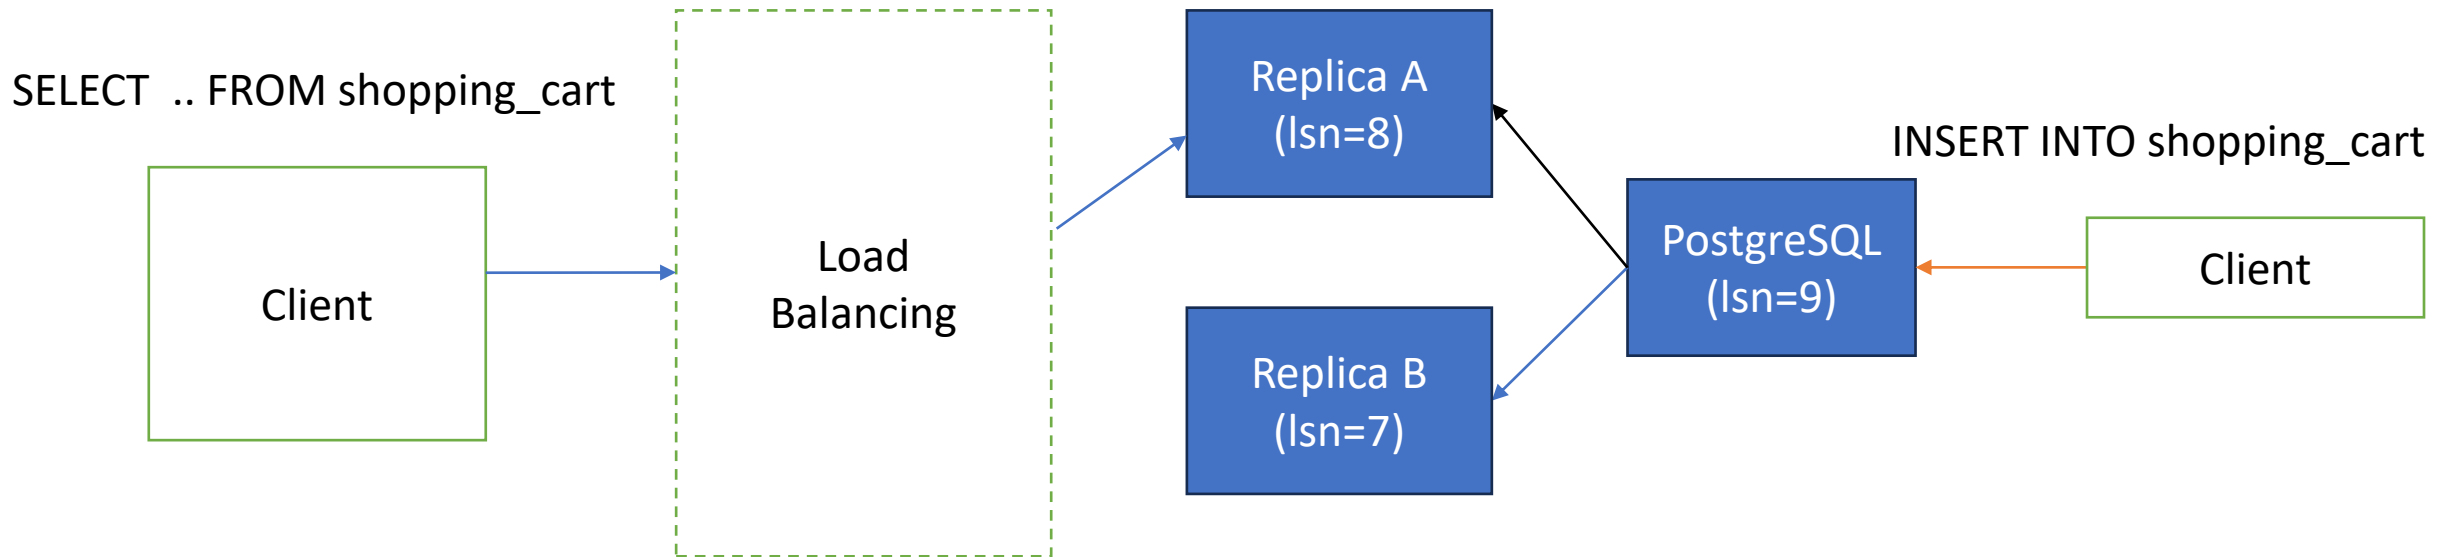 SELECT .. FROM shopping_cart
Client
Load
Balancing
Replica A
(lsn=8)
Replica B
(lsn=7)
PostgreSQL
(lsn=9)
INSERT INTO shopping_cart
Client